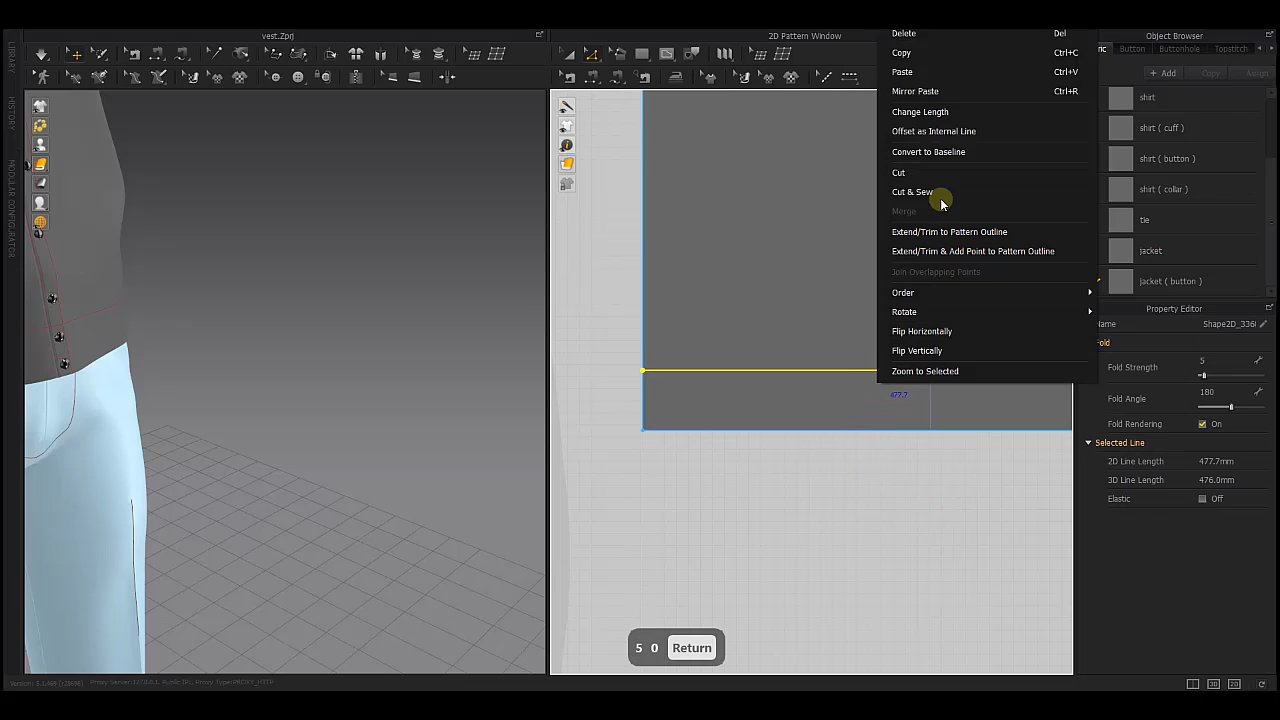 vest.Zprj
2D Pattern Window
Object Browser
Button
Buttonhole
Topstitch
+ Add
Copy
Assign
LIBRARY
HISTORY
MODULAR CONFIGURATOR
Delete Del
Copy Ctrl+C
Paste Ctrl+V
Mirror Paste Ctrl+R
Change Length
Offset as Internal Line
Convert to Baseline
Cut
Cut & Sew
Merge
Extend/Trim to Pattern Outline
Extend/Trim & Add Point to Pattern Outline
Join Overlapping Points
Order
Rotate
Flip Horizontally
Flip Vertically
Zoom to Selected
477.7
shirt
shirt ( cuff )
shirt ( button )
shirt ( collar )
tie
jacket
jacket ( button )
Property Editor
Name Shape2D_336
Fold
Fold Strength 5
Fold Angle 180
Fold Rendering On
Selected Line
2D Line Length 477.7mm
3D Line Length 476.0mm
Elastic Off
5 0 Return